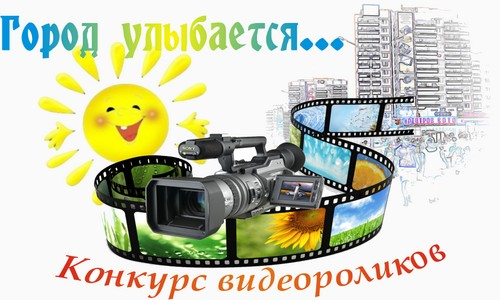 Город улыбается...
Конкурс видеороликов